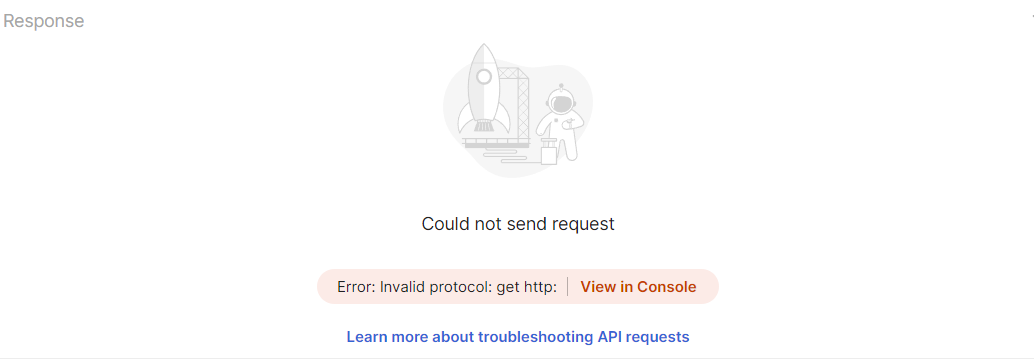 Response
Could not send request
Error: Invalid protocol: get http: View in Console
Learn more about troubleshooting API requests